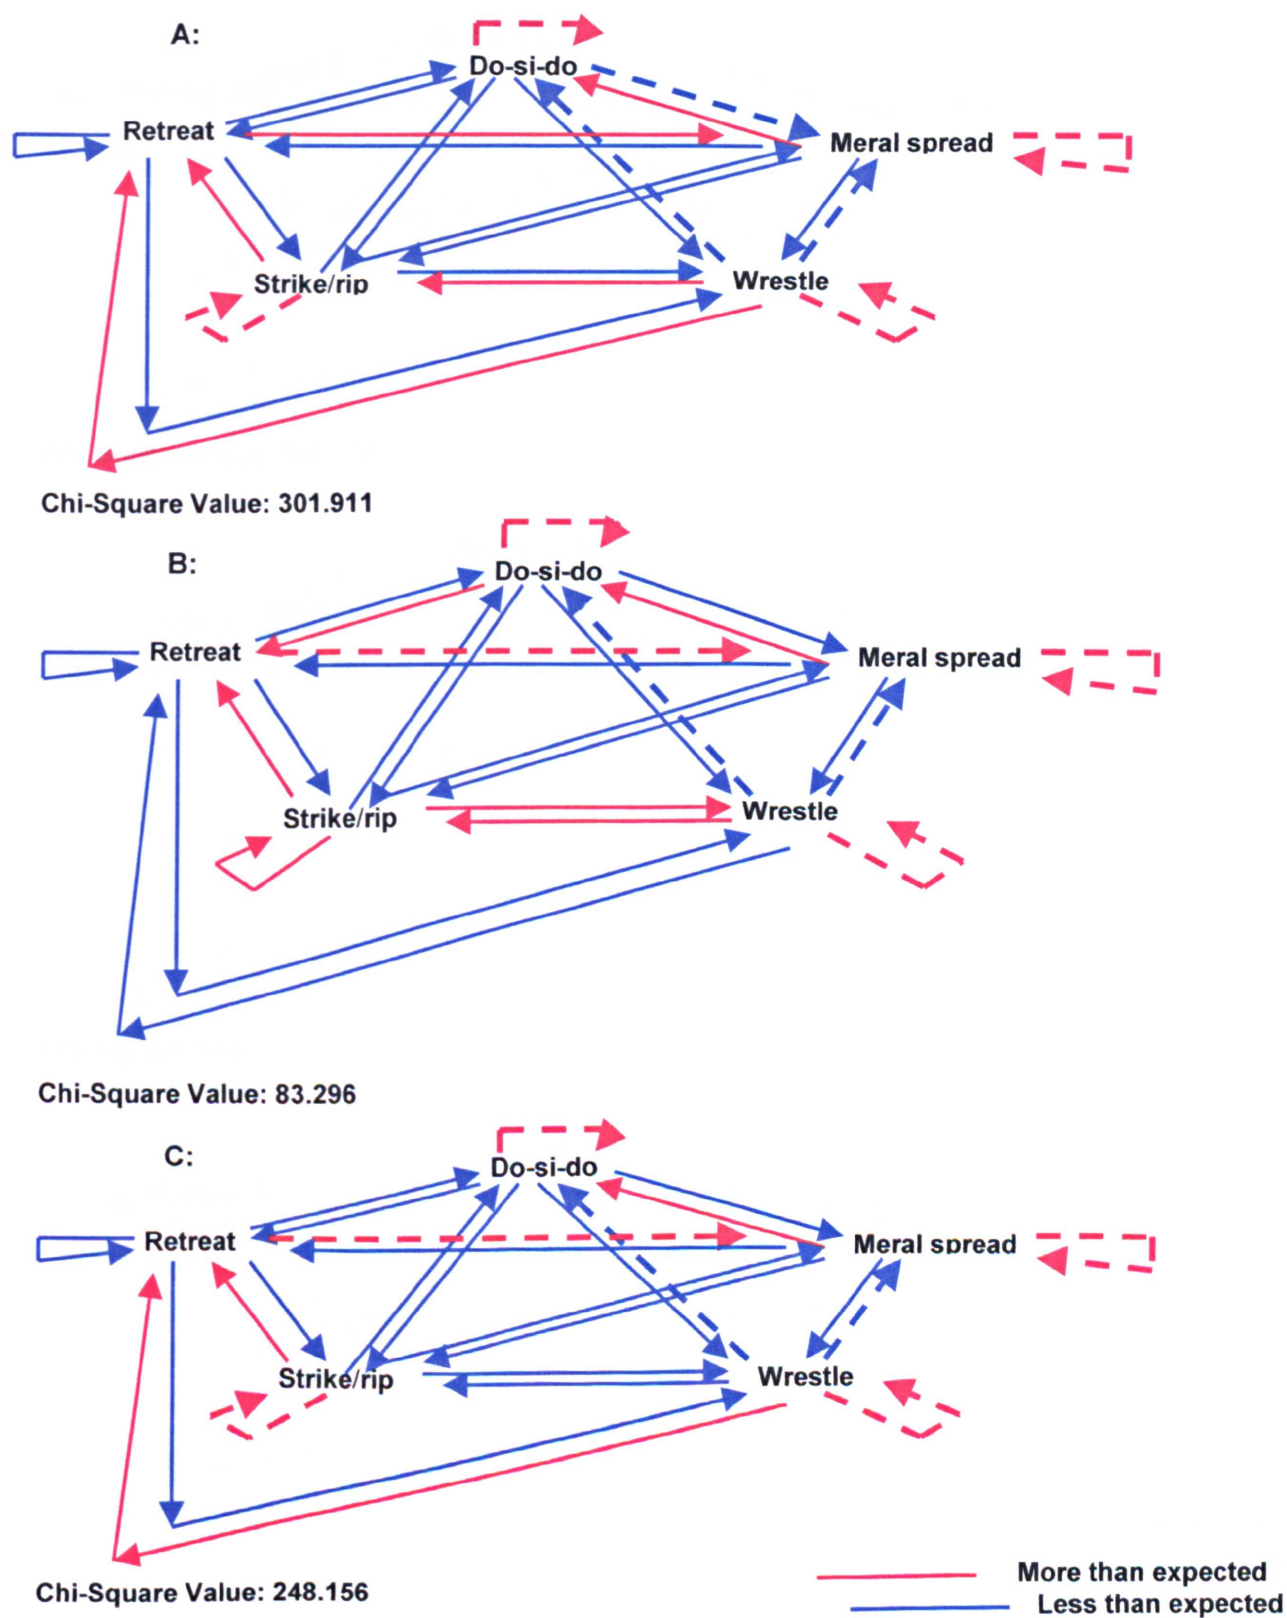 A:
Do-si-do
Retreat
Meral spread
Strike/rip
Wrestle
Chi-Square Value: 301.911
B:
Do-si-do
Retreat
Meral spread
Strike/rip
Wrestle
Chi-Square Value: 83.296
C:
Do-si-do
Retreat
Meral spread
Strike/rip
Wrestle
Chi-Square Value: 248.156
More than expected
Less than expected